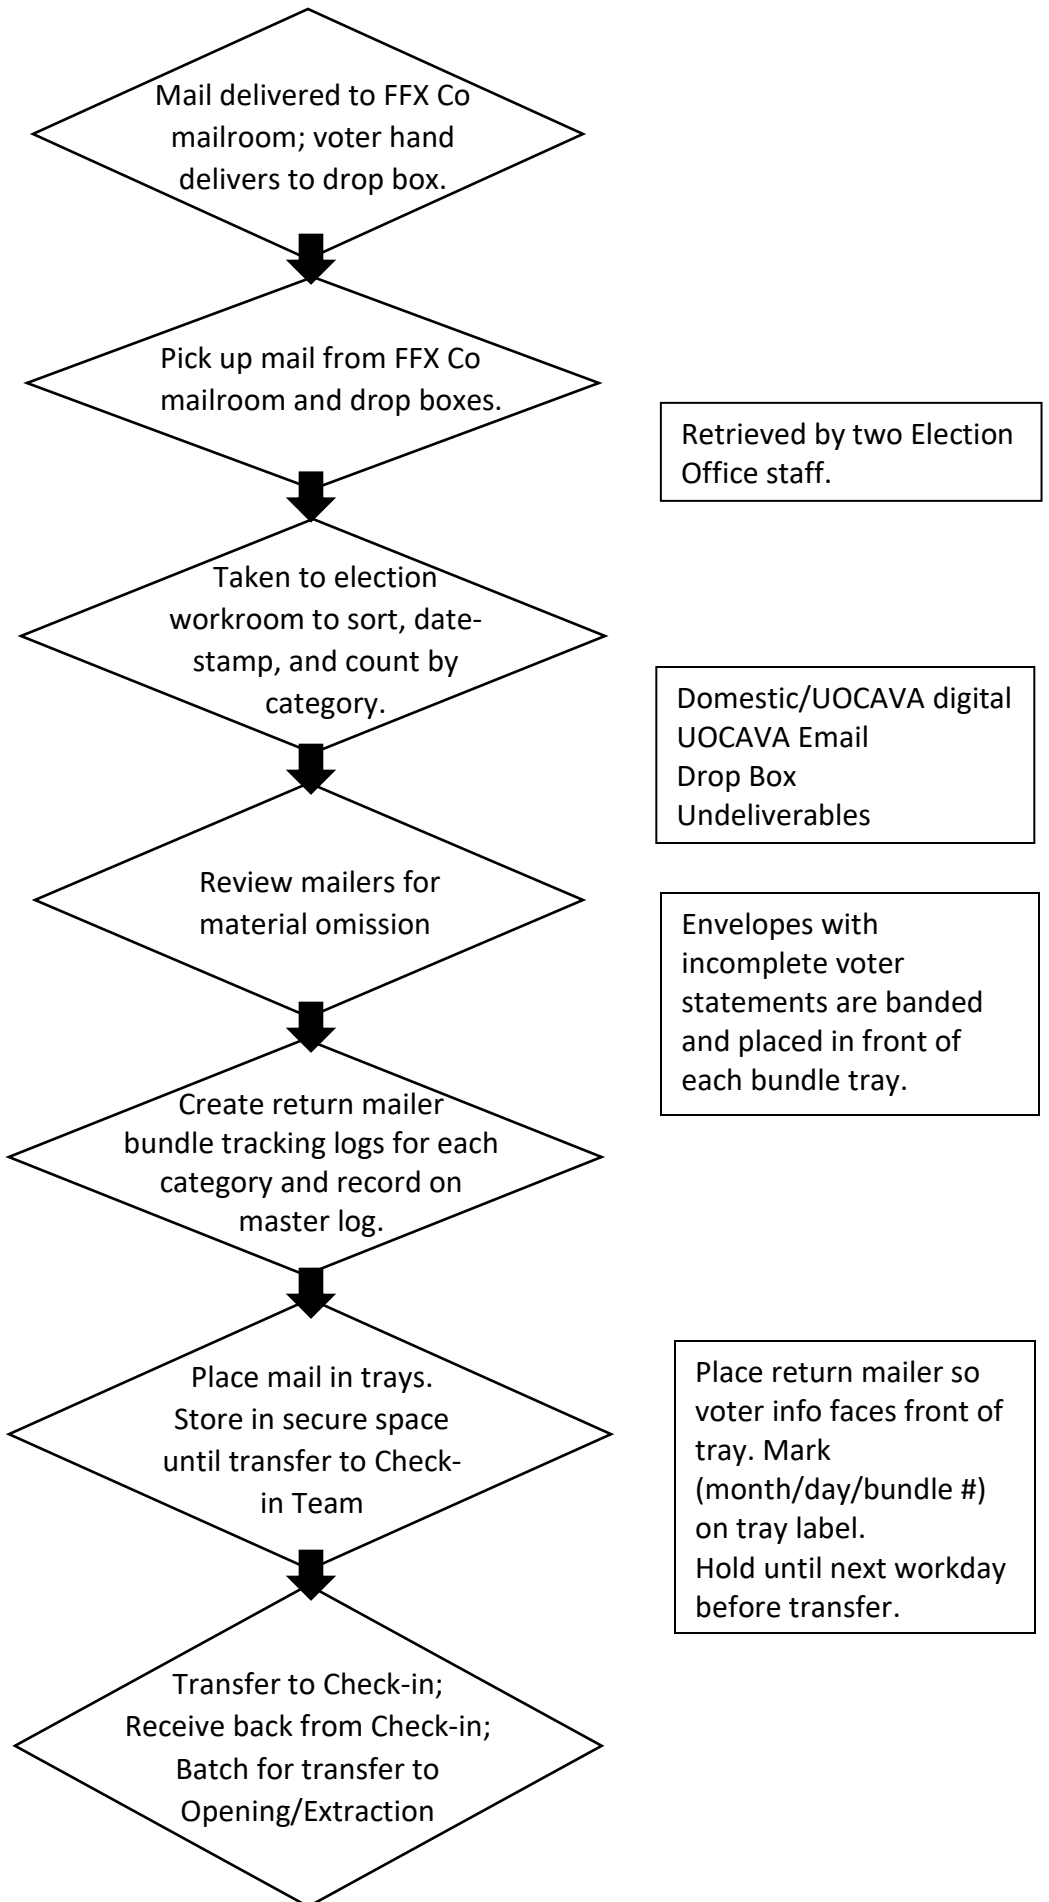 Mail delivered to FFX Co
mailroom; voter hand
delivers to drop box.
Pick up mail from FFX Co
mailroom and drop boxes.
Retrieved by two Election
Office staff.
Taken to election
workroom to sort, date-
stamp, and count by
category.
Domestic/UOCAVA digital
UOCAVA Email
Drop Box
Undeliverables
Review mailers for
material omission
Envelopes with
incomplete voter
statements are banded
and placed in front of
each bundle tray.
Create return mailer
bundle tracking logs for each
category and record on
master log.
Place mail in trays.
Store in secure space
until transfer to Check-
in Team
Place return mailer so
voter info faces front of
tray. Mark
(month/day/bundle #)
on tray label.
Hold until next workday
before transfer.
Transfer to Check-in;
Receive back from Check-in;
Batch for transfer to
Opening/Extraction